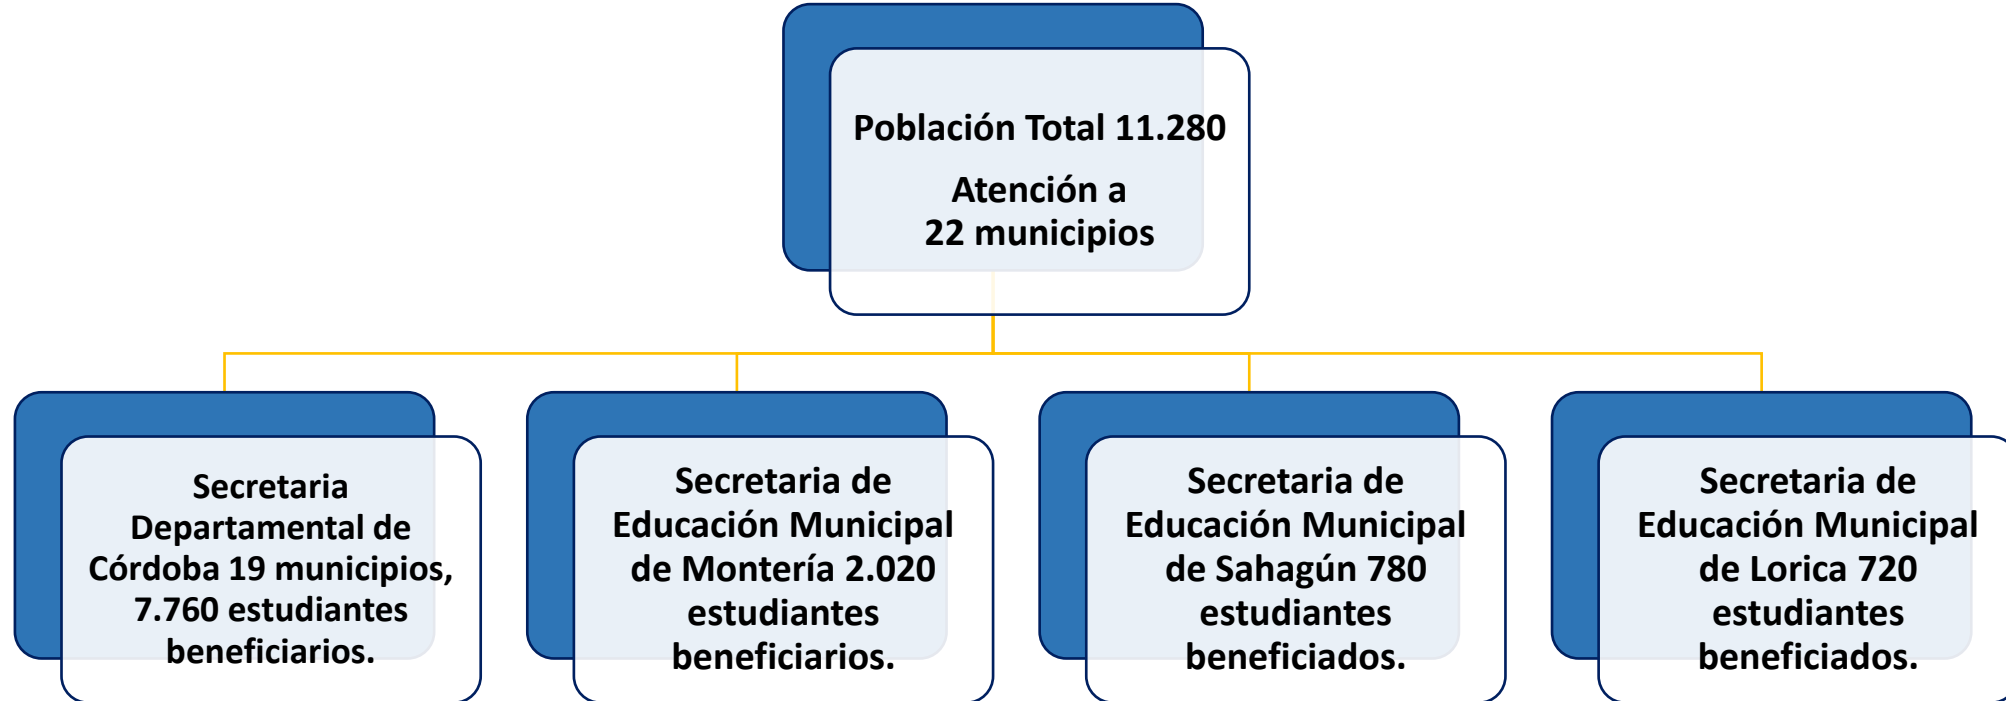 Población Total 11.280
Atención a
22 municipios
Secretaria
Departamental de
Córdoba 19 municipios,
7.760 estudiantes
beneficiarios.
Secretaria de
Educación Municipal
de Montería 2.020
estudiantes
beneficiarios.
Secretaria de
Educación Municipal
de Sahagún 780
estudiantes
beneficiados.
Secretaria de
Educación Municipal
de Lorica 720
estudiantes
beneficiados.